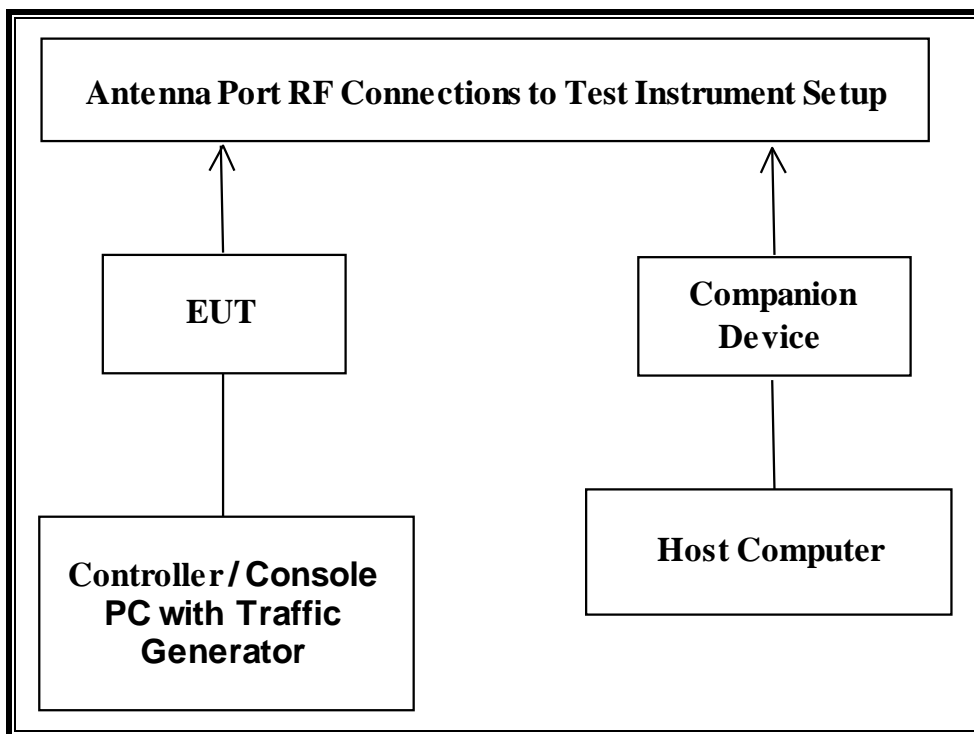 Antenna Port RF Connections to Test Instrument Setup
EUT
Companion
Device
Host Computer
Controller / Console
PC with Traffic
Generator